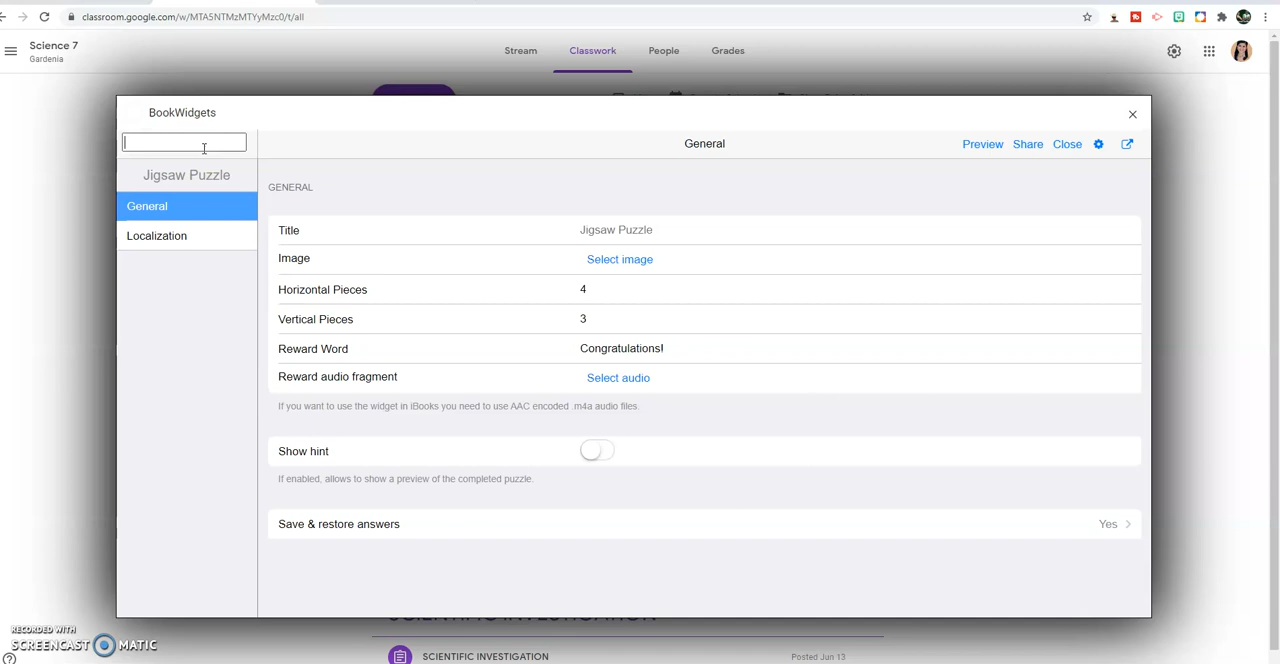 classroom.google.com/w/MTA5NTMzMTYyMzc0/t/all
Science 7
Gardenia
Stream
Classwork
People
Grades
BookWidgets
Jigsaw Puzzle
General
Localization
General
Preview
Share
Close
GENERAL
Title
Jigsaw Puzzle
Image
Select image
Horizontal Pieces
4
Vertical Pieces
3
Reward Word
Congratulations!
Reward audio fragment
Select audio
If you want to use the widget in iBooks you need to use AAC encoded .m4a audio files.
Show hint
If enabled, allows to show a preview of the completed puzzle.
Save & restore answers
Yes
SCIENTIFIC INVESTIGATION
SCIENTIFIC INVESTIGATION
Posted Jun 13
RECORDED WITH
SCREENCAST MATIC